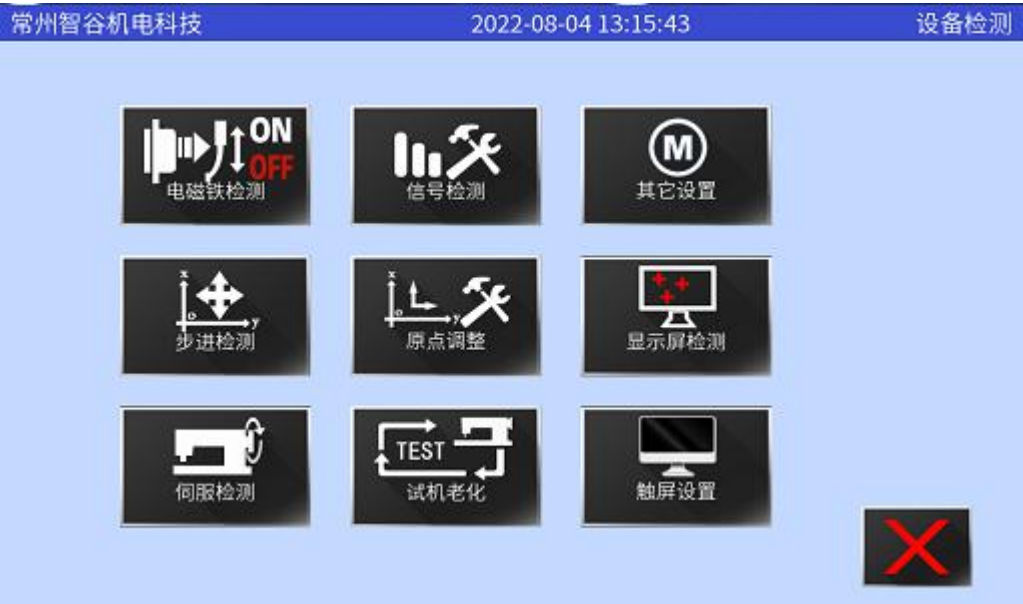 常州智谷机电科技 2022-08-04 13:15:43 设备检测
ON
OFF
电磁铁检测
信号检测
M
其它设置
x
o
y
步进检测
x
o
y
原点调整
显示屏检测
伺服检测
TEST
试机老化
触屏设置